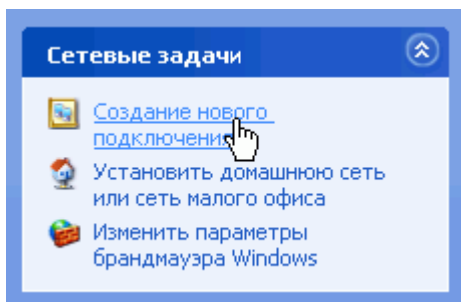 Сетевые задачи
Создание нового
подключения
Установить домашнюю сеть
или сеть малого офиса
Изменить параметры
брандмауэра Windows